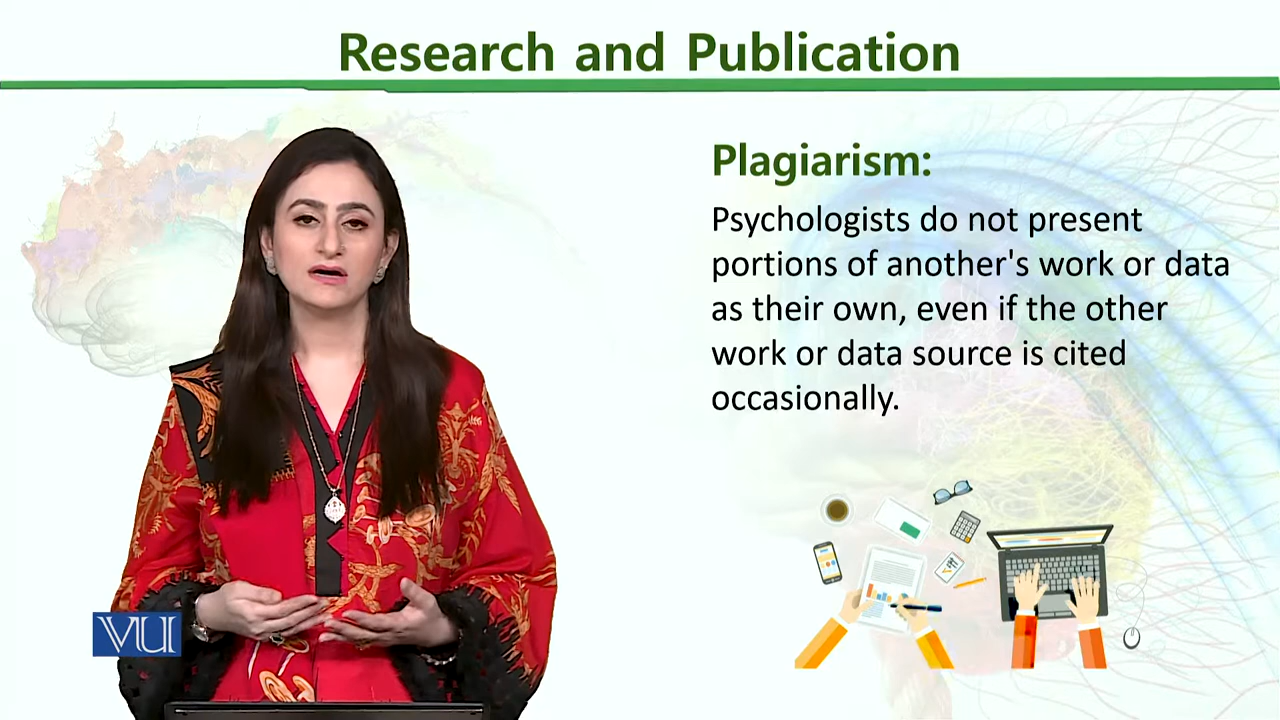 Research and Publication
Plagiarism:
Psychologists do not present
portions of another's work or data
as their own, even if the other
work or data source is cited
occasionally.
VU